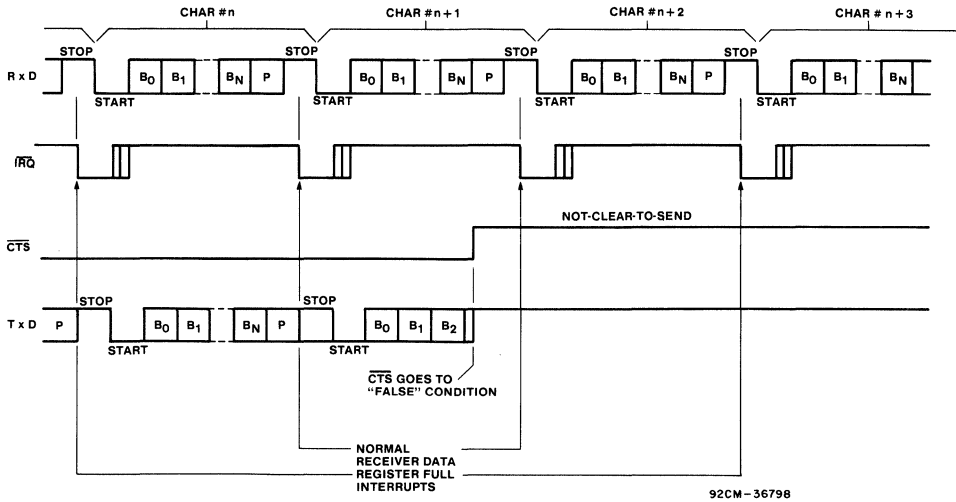 CHAR #n CHAR #n+1 CHAR #n+2 CHAR #n+3
STOP STOP STOP STOP
RxD B0 B1 BN P B0 B1 BN P B0 B1 BN P B0 B1 BN
START START START START
IRQ
NOT-CLEAR-TO-SEND
CTS
STOP STOP
TxD P B0 B1 BN P B0 B1 B2
START START
CTS GOES TO
"FALSE" CONDITION
NORMAL
RECEIVER DATA
REGISTER FULL
INTERRUPTS
92CM-36798